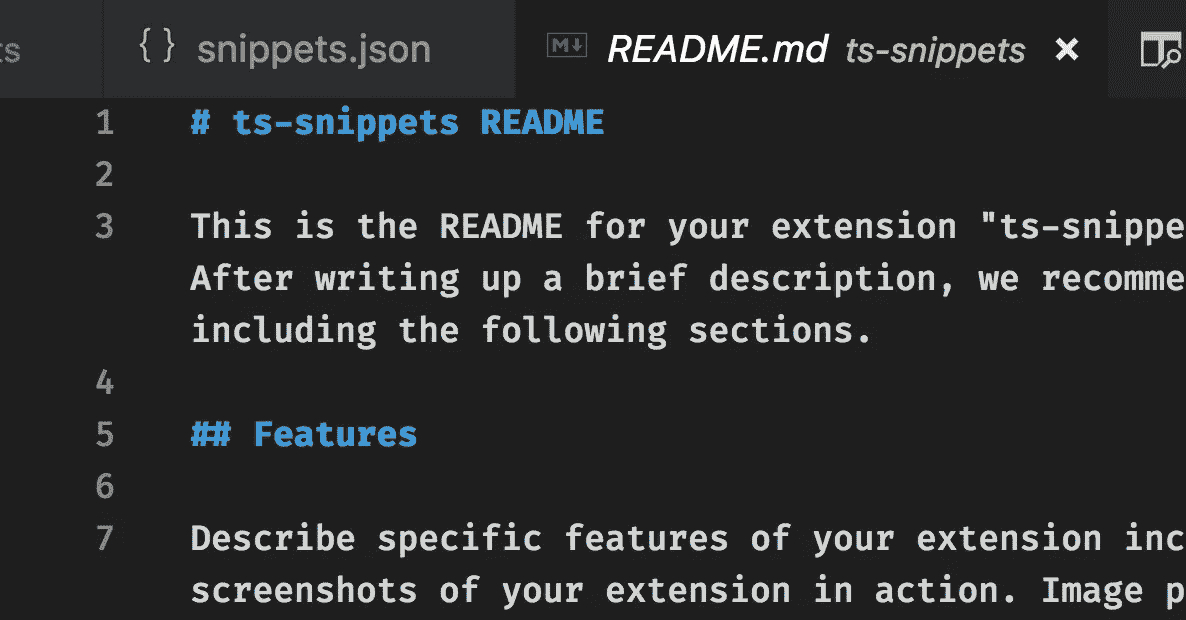 ts { } snippets.json M↓ README.md ts-snippets ×
1 # ts-snippets README
2
3 This is the README for your extension "ts-snippe
After writing up a brief description, we recomme
including the following sections.
4
5 ## Features
6
7 Describe specific features of your extension inc
screenshots of your extension in action. Image p